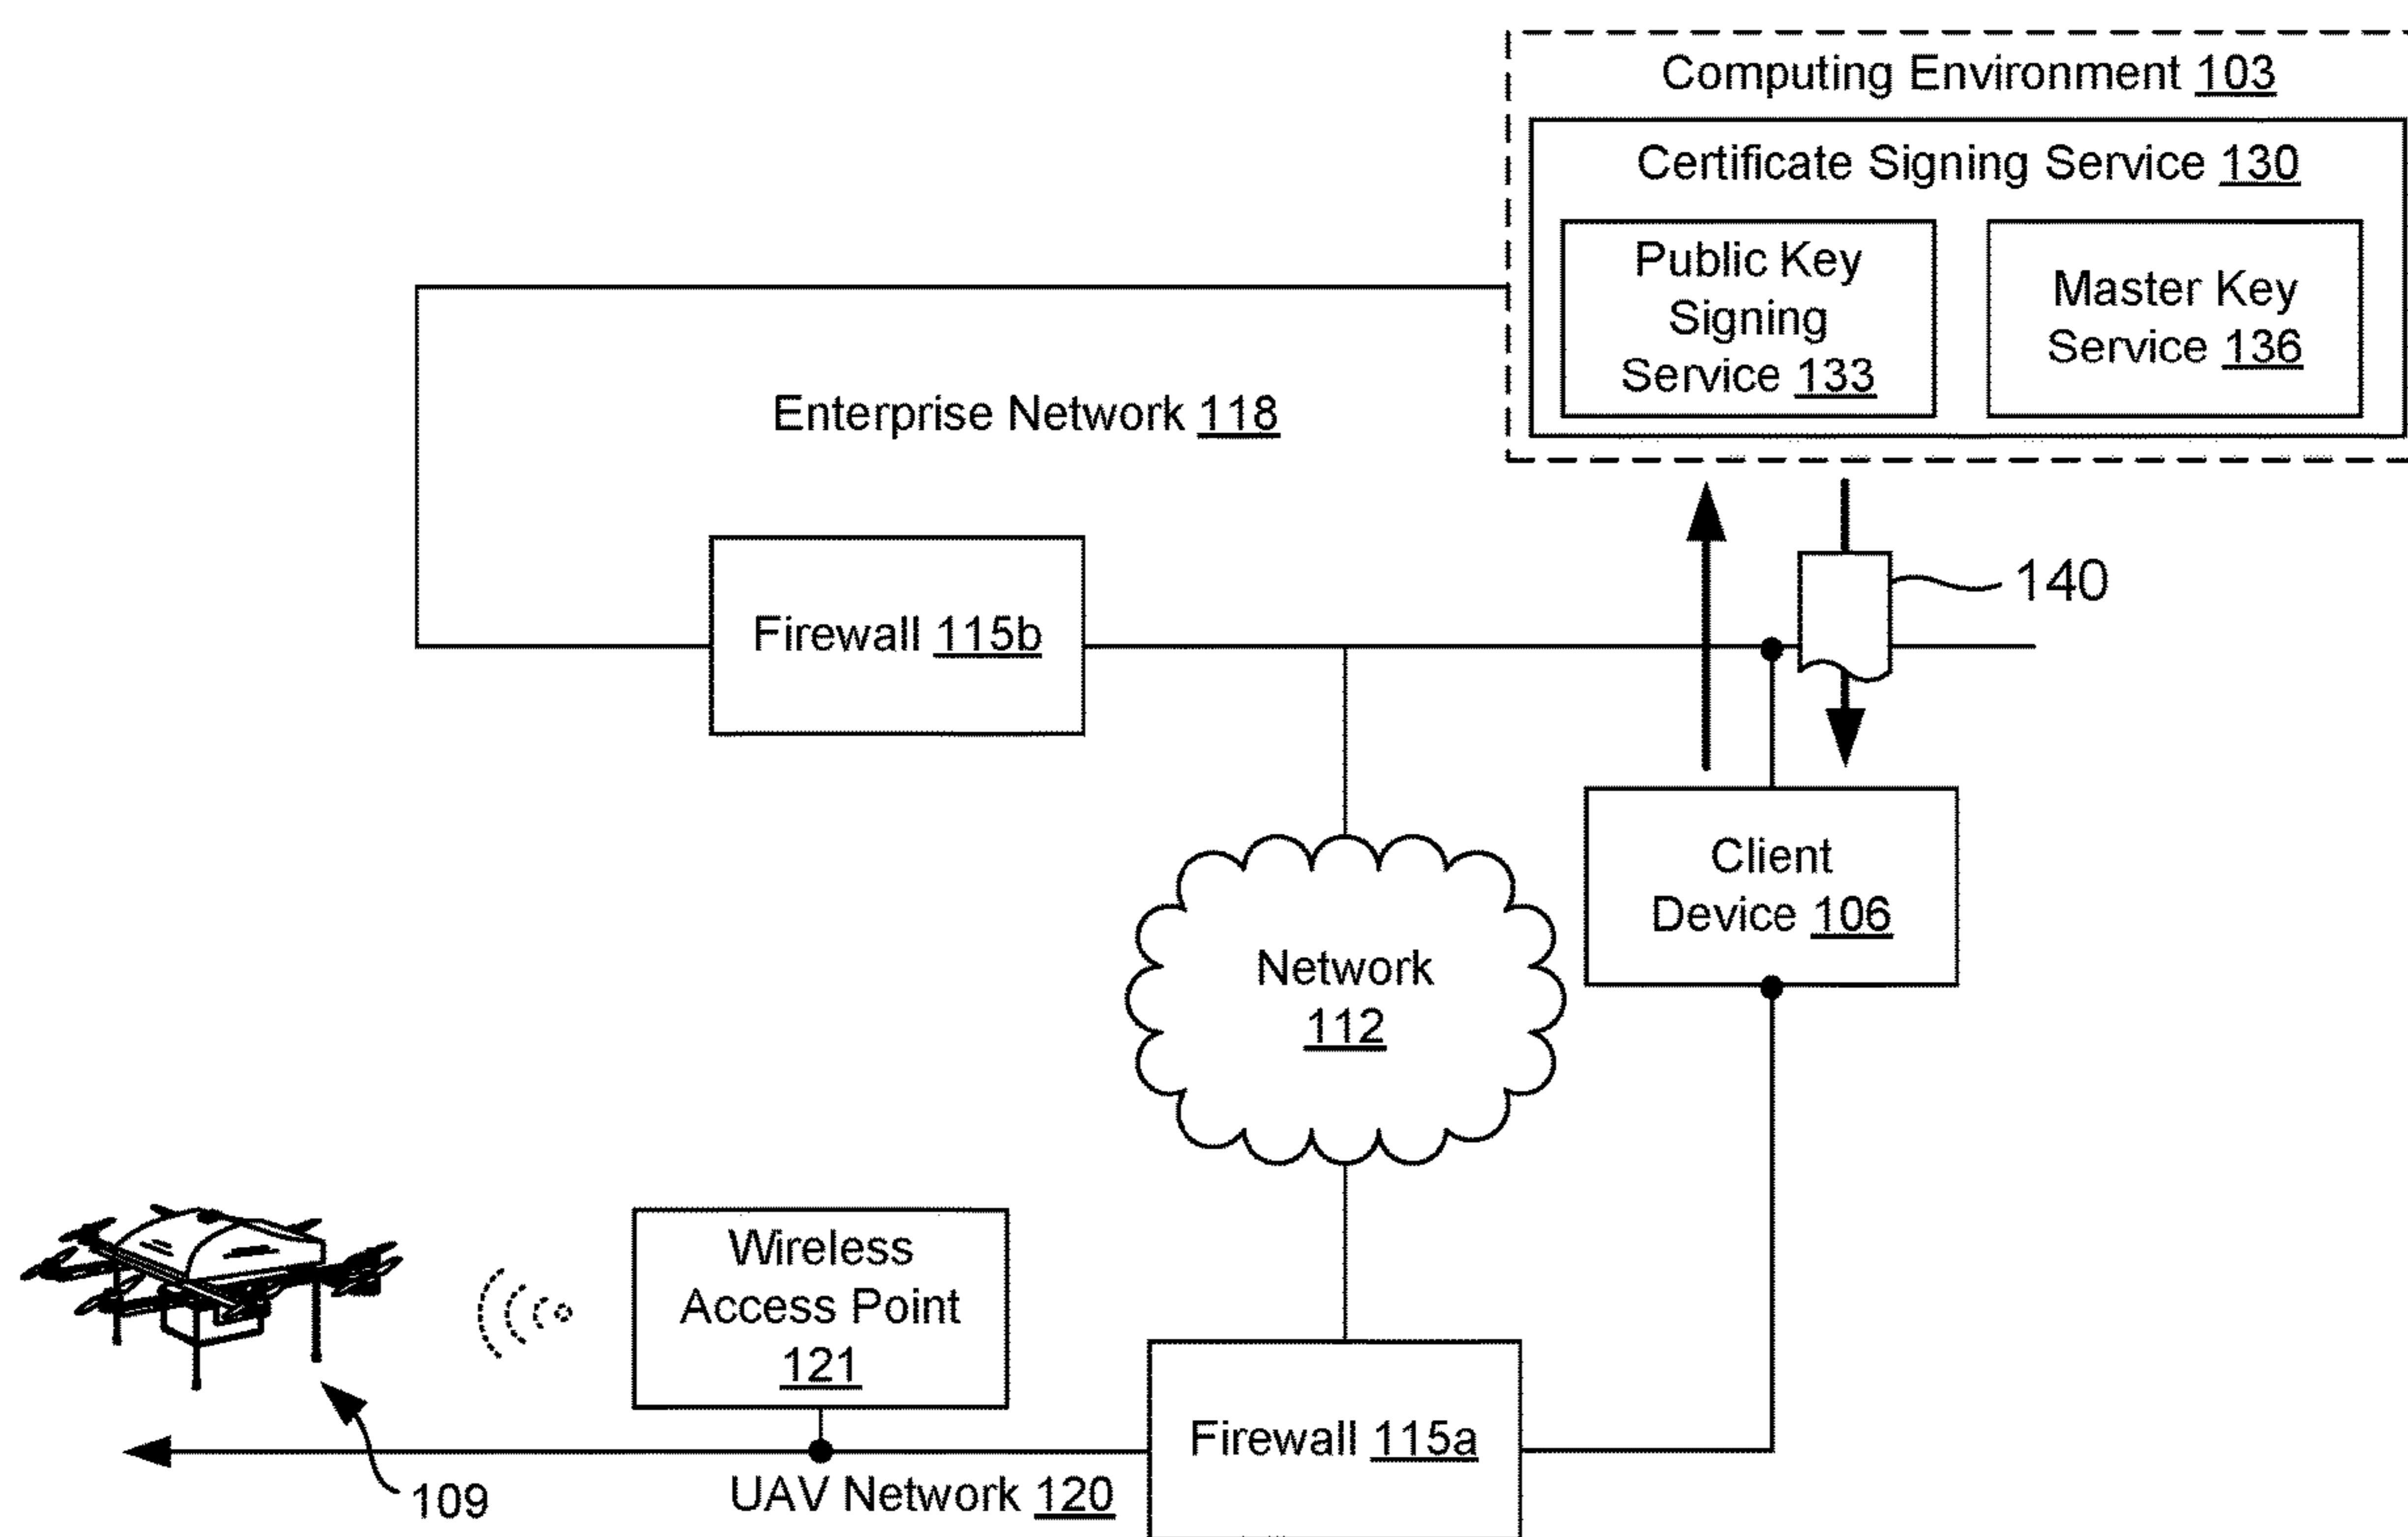 Computing Environment 103
Certificate Signing Service 130
Public Key
Signing
Service 133
Master Key
Service 136
Enterprise Network 118
Firewall 115b
140
Client
Device 106
Network
112
Wireless
Access Point
121
Firewall 115a
UAV Network 120
109